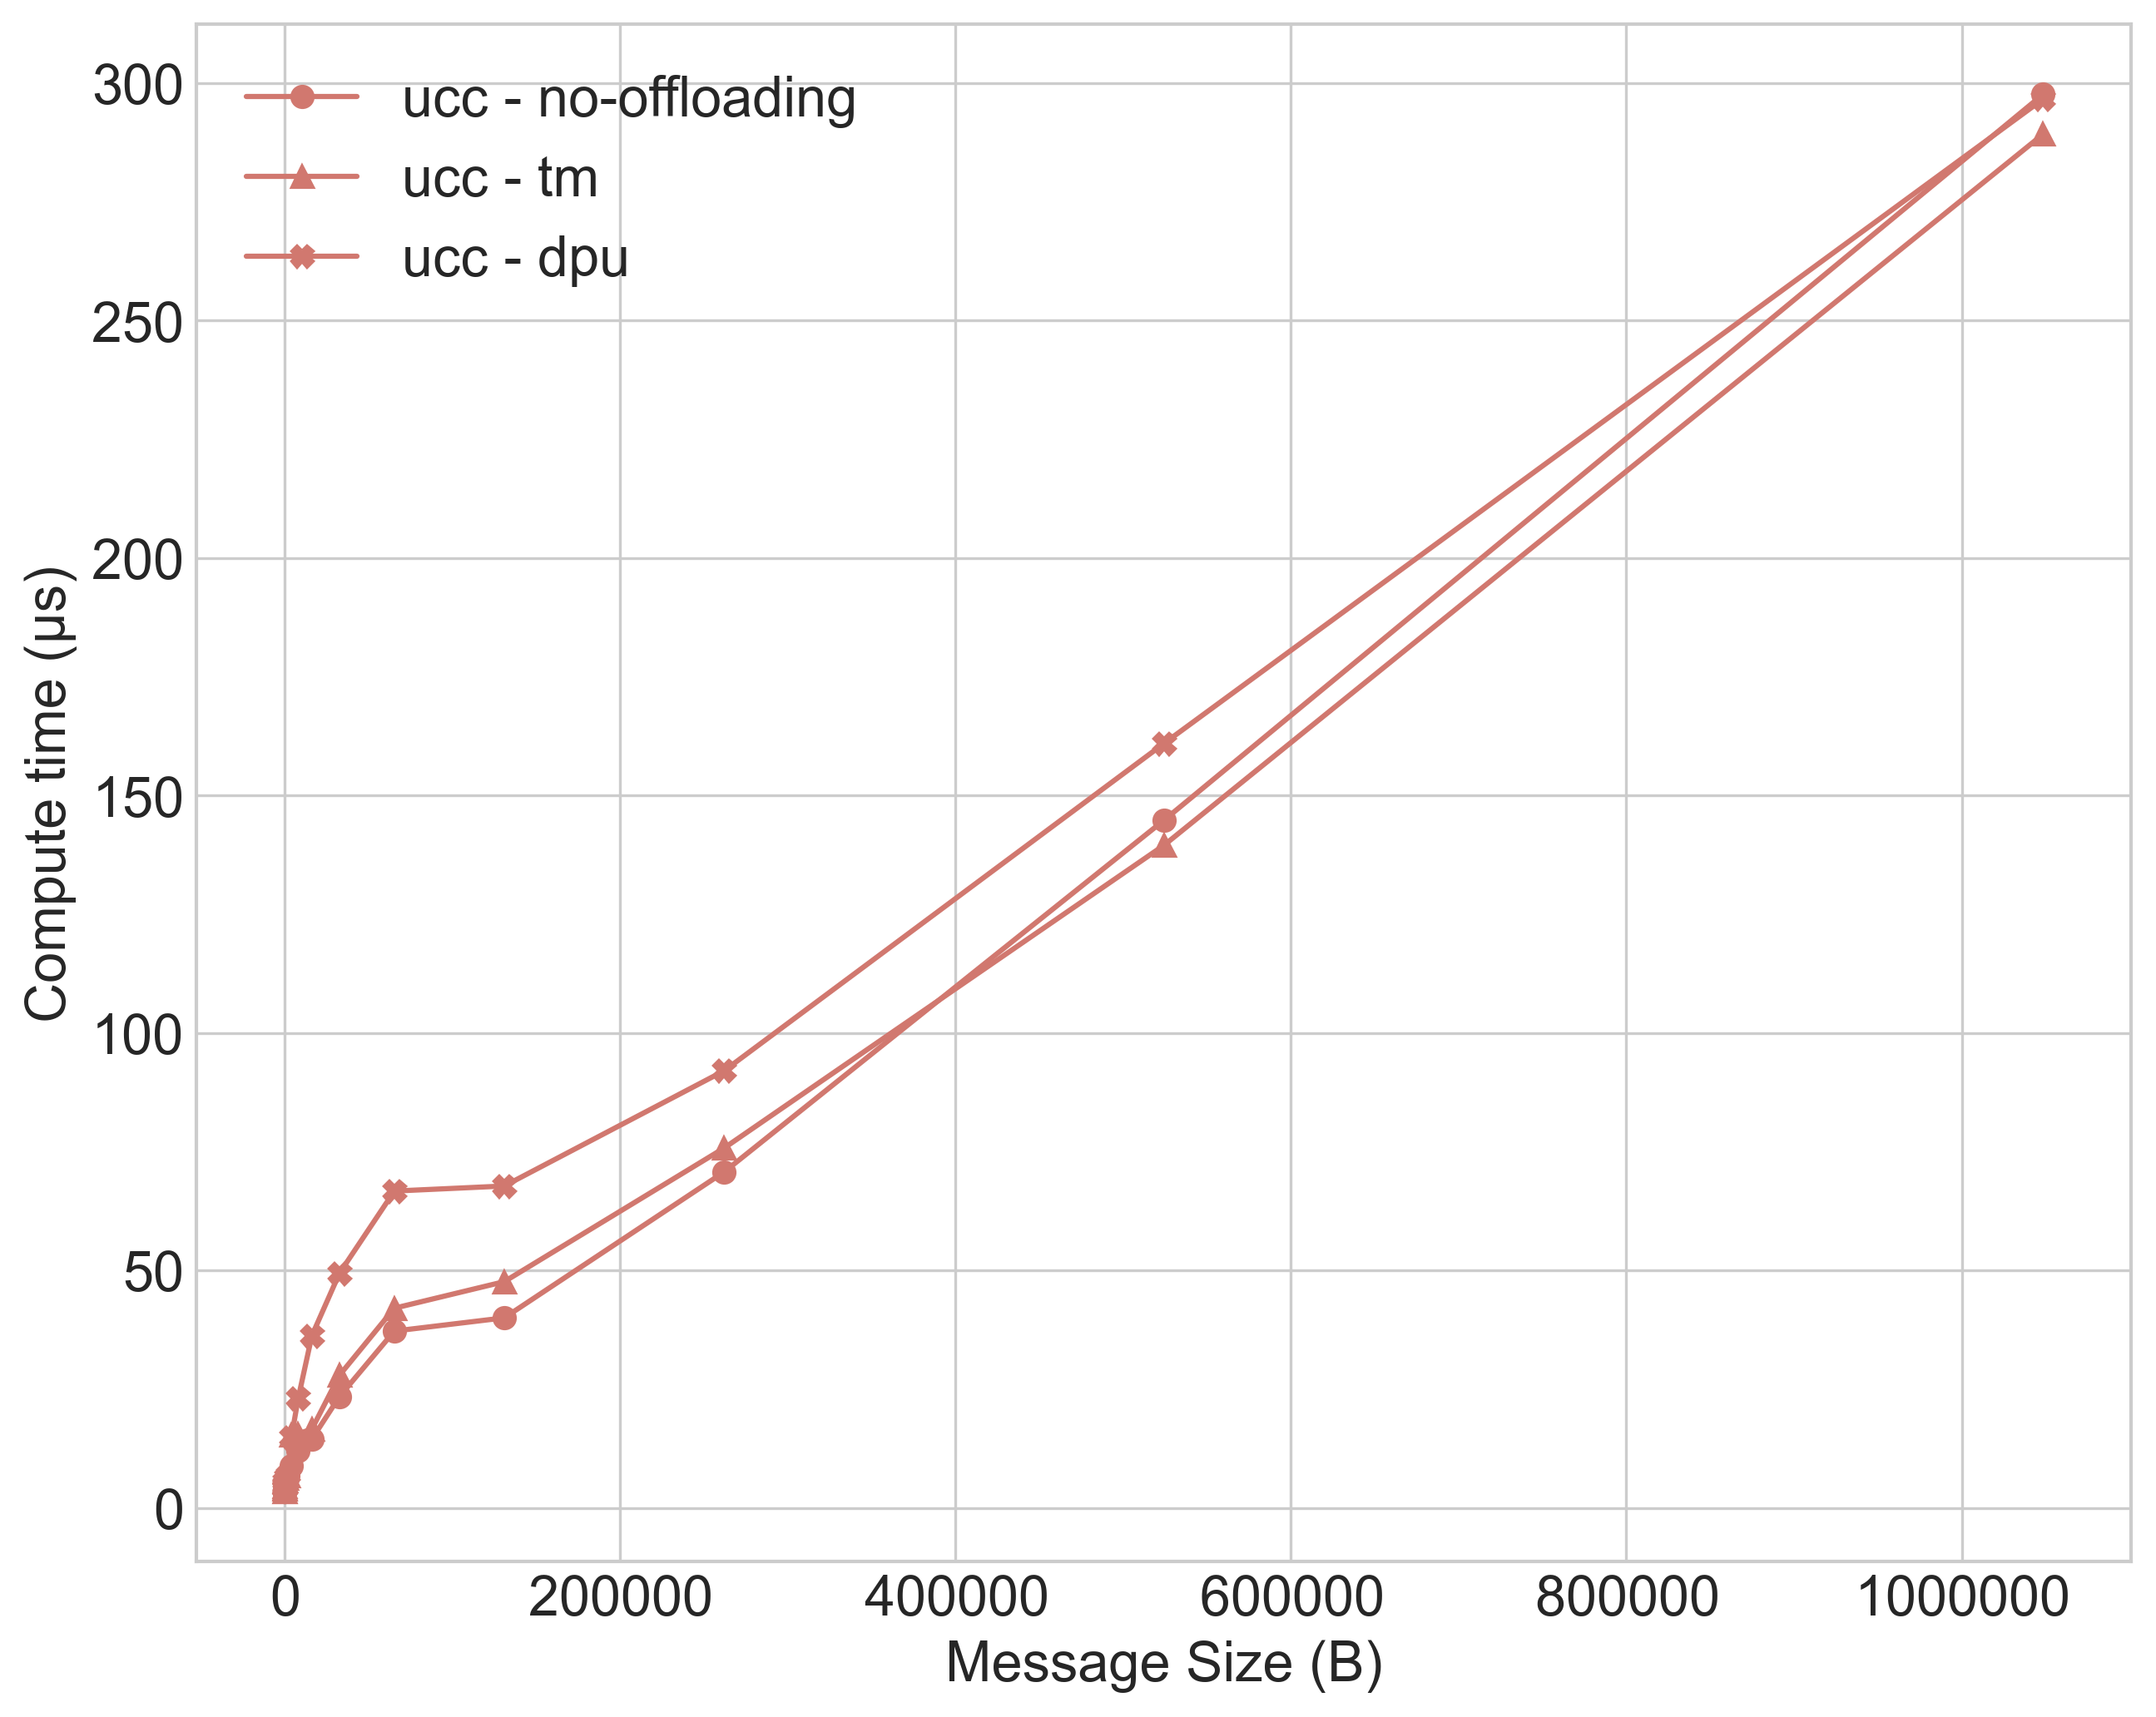 ucc - no-offloading
ucc - tm
ucc - dpu
300
250
200
150
100
50
0
Compute time (µs)
0 200000 400000 600000 800000 1000000
Message Size (B)